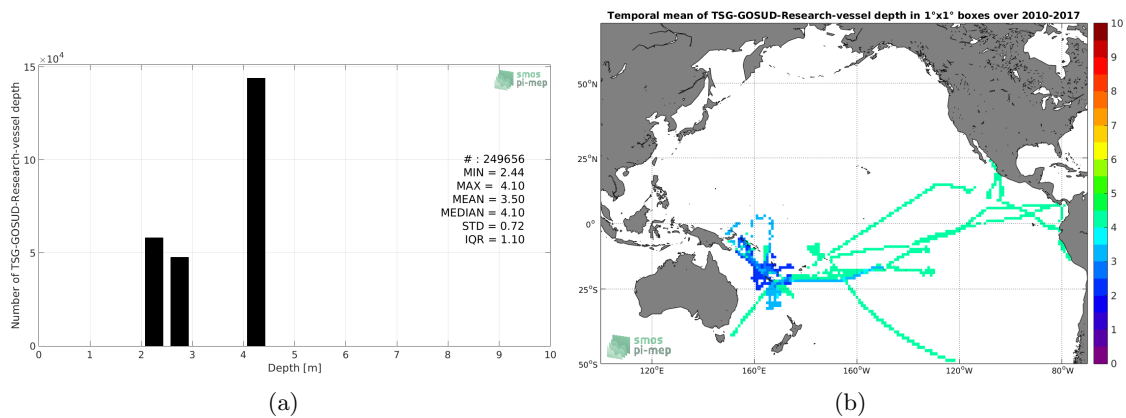 ×10⁴
15
10
5
0
Number of TSG-GOSUD-Research-vessel depth
smos
pi-mep
# : 249656
MIN = 2.44
MAX = 4.10
MEAN = 3.50
MEDIAN = 4.10
STD = 0.72
IQR = 1.10
0 1 2 3 4 5 6 7 8 9 10
Depth [m]
(a)
Temporal mean of TSG-GOSUD-Research-vessel depth in 1°x1° boxes over 2010-2017
50°N
25°N
0°
25°S
50°S
120°E 160°E 160°W 120°W 80°W
smos
pi-mep
10
9
8
7
6
5
4
3
2
1
0
(b)